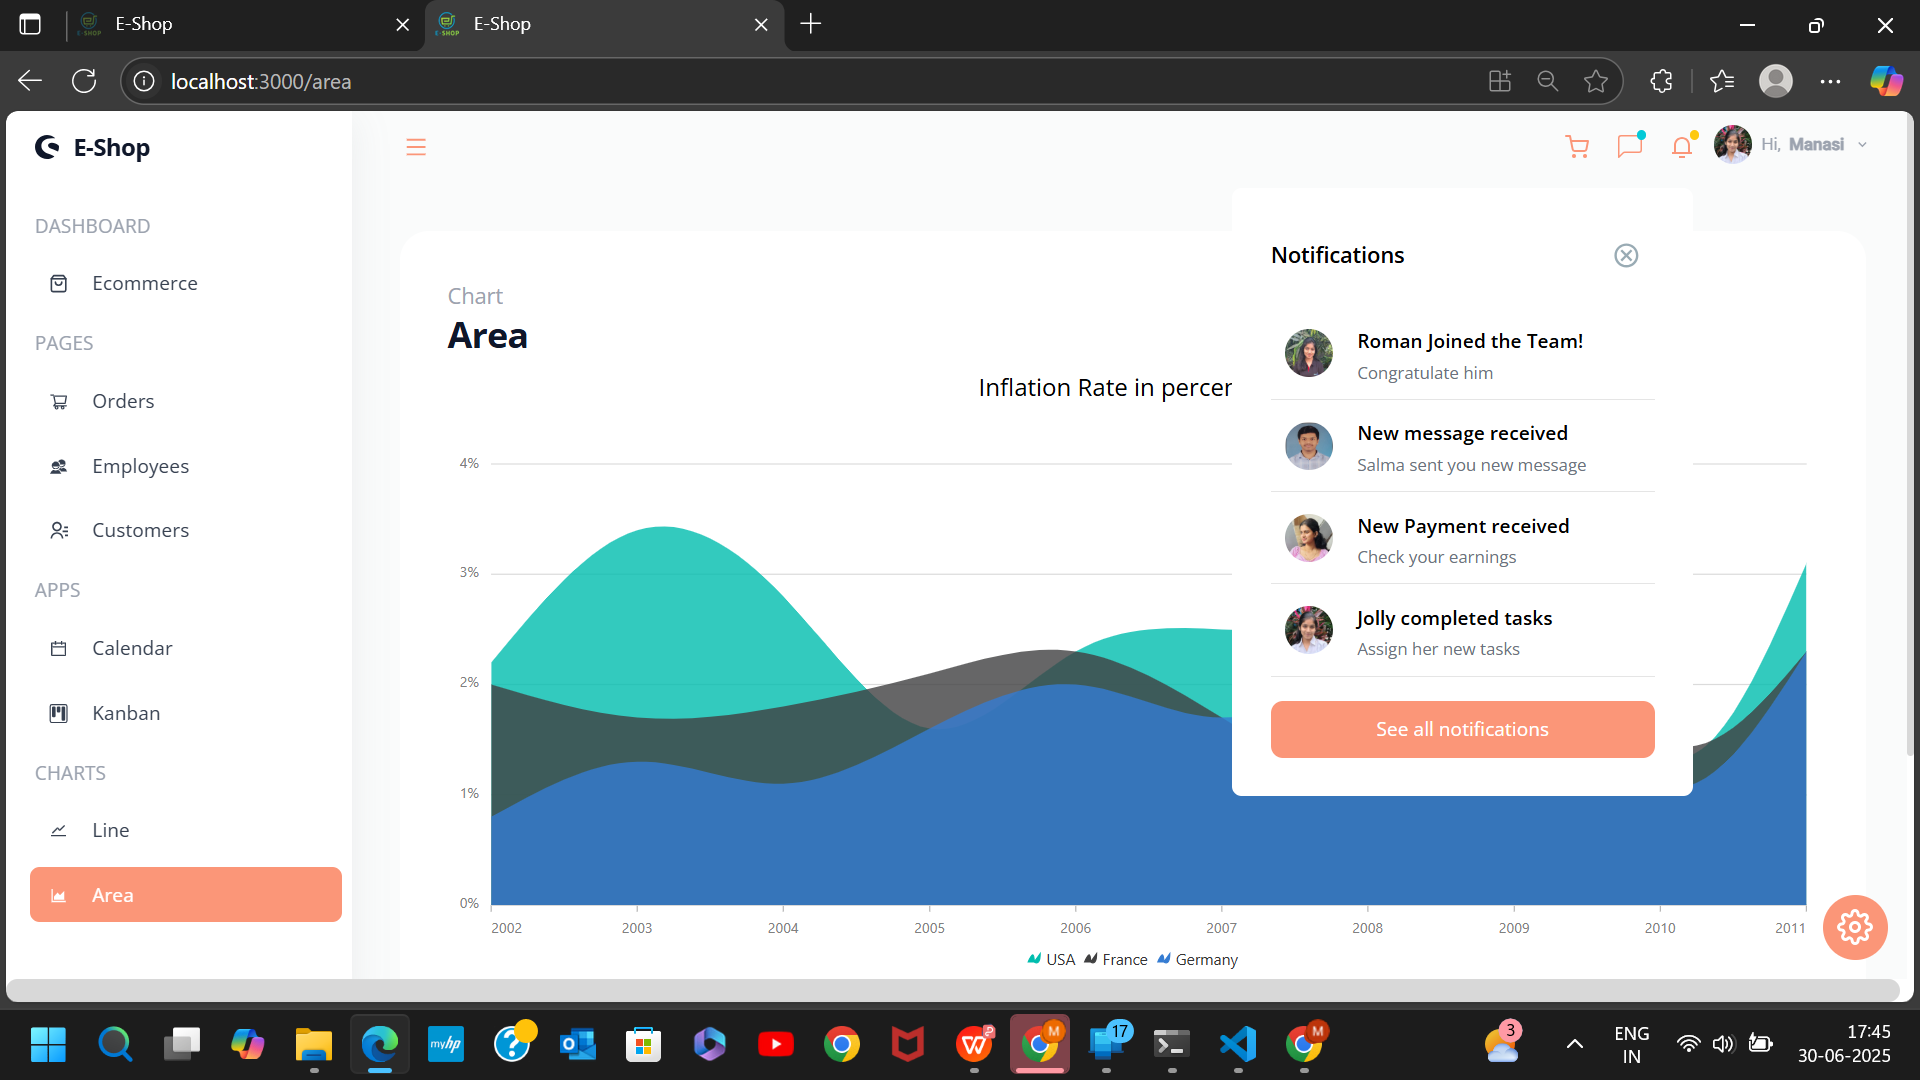 E-Shop
E-Shop
localhost:3000/area
E-Shop
Hi, Manasi
DASHBOARD
Ecommerce
PAGES
Orders
Employees
Customers
APPS
Calendar
Kanban
CHARTS
Line
Area
Chart
Area
Inflation Rate in percen
4%
3%
2%
1%
0%
2002 2003 2004 2005 2006 2007 2008 2009 2010 2011
USA France Germany
Notifications
Roman Joined the Team!
Congratulate him
New message received
Salma sent you new message
New Payment received
Check your earnings
Jolly completed tasks
Assign her new tasks
See all notifications
myhp
17
3
ENG
IN
17:45
30-06-2025